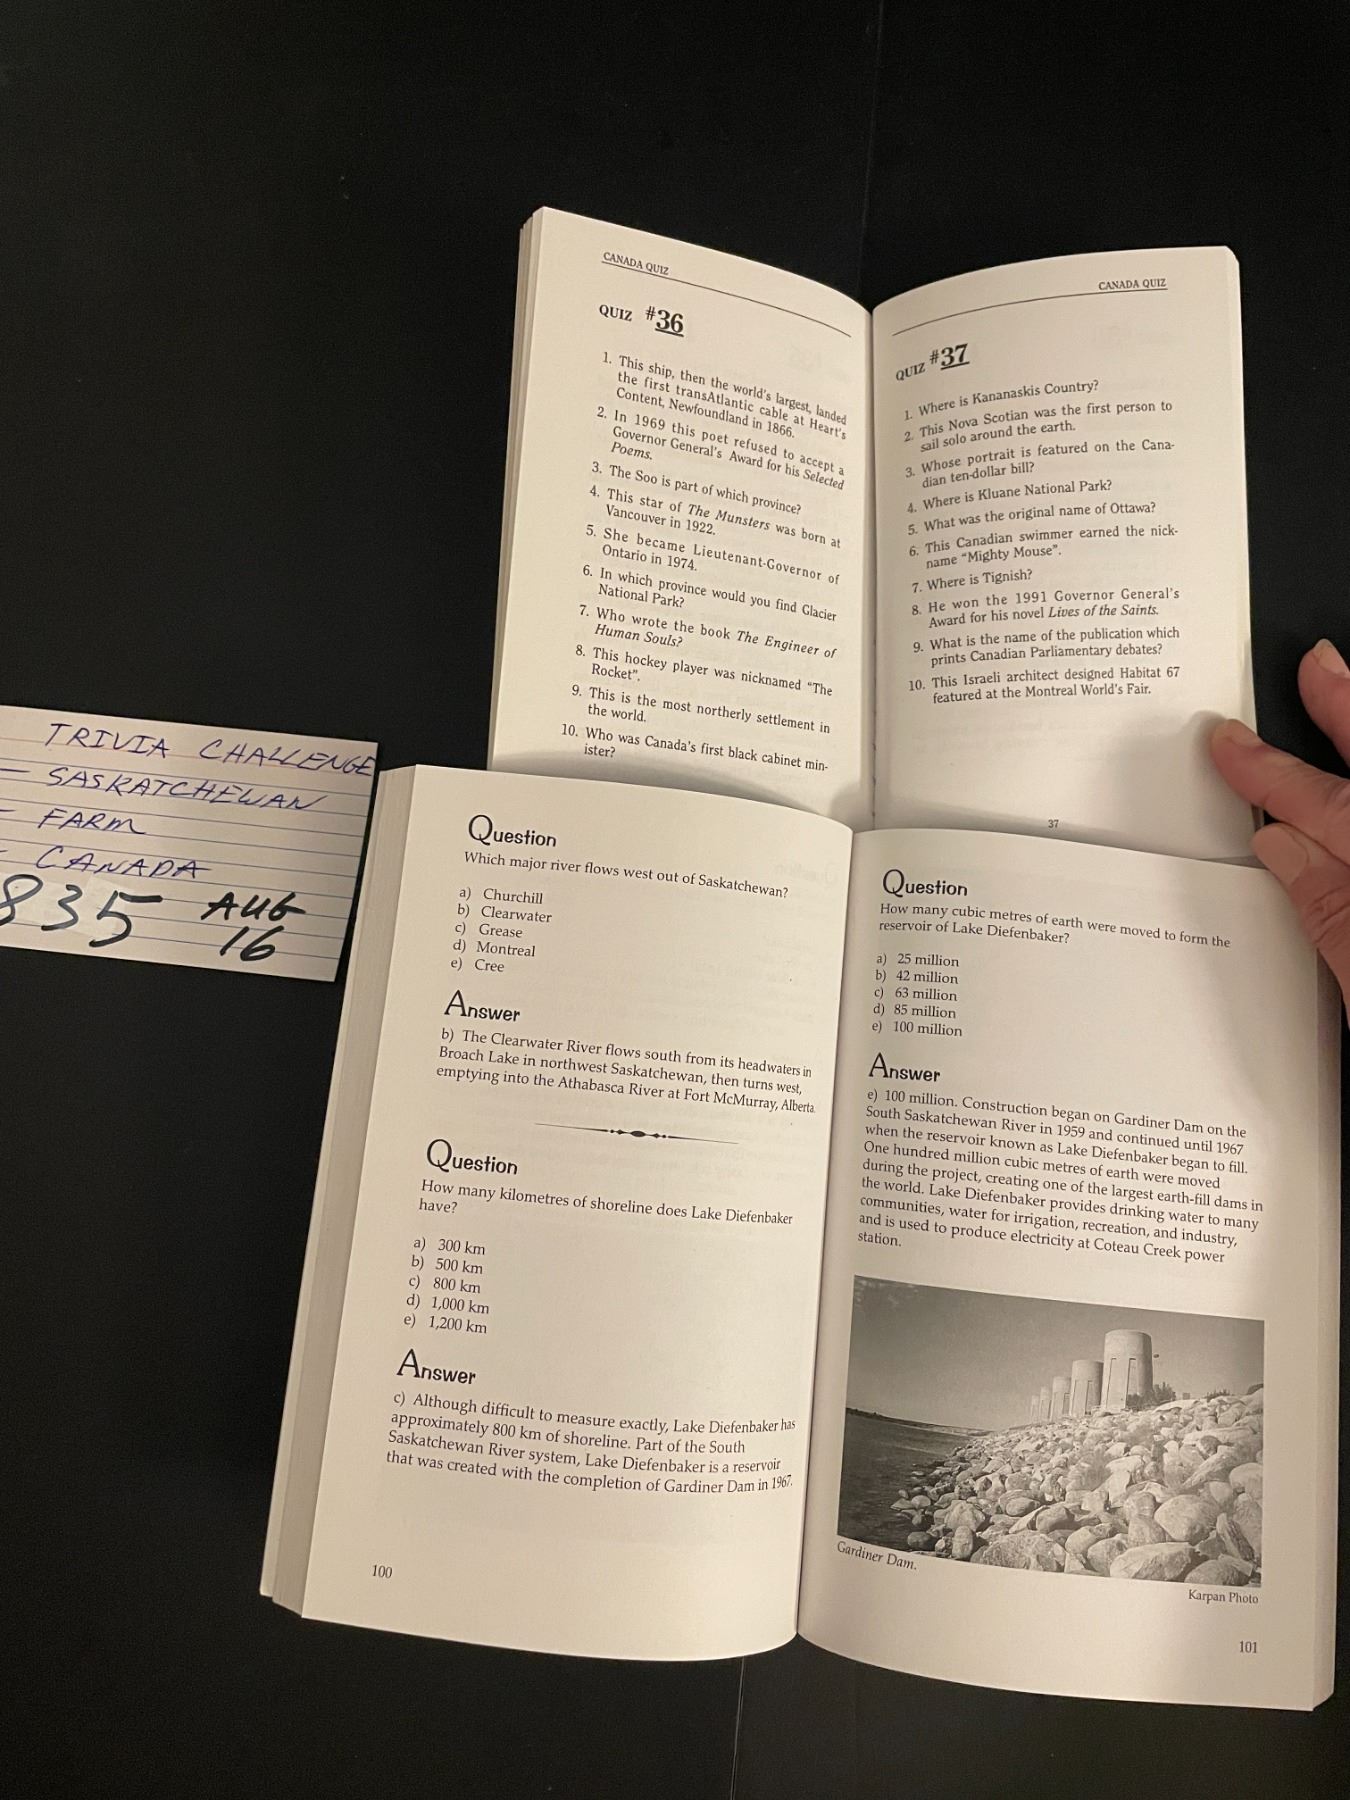 CANADA QUIZ
QUIZ #36
1. This ship, then the world's largest, landed
the first transAtlantic cable at Heart's
Content, Newfoundland in 1866.
2. In 1969 this poet refused to accept a
Governor General's Award for his Selected
Poems.
3. The Soo is part of which province?
4. This star of The Munsters was born at
Vancouver in 1922.
5. She became Lieutenant-Governor of
Ontario in 1974.
6. In which province would you find Glacier
National Park?
7. Who wrote the book The Engineer of
Human Souls?
8. This hockey player was nicknamed "The
Rocket".
9. This is the most northerly settlement in
the world.
10. Who was Canada's first black cabinet min-
ister?
CANADA QUIZ
QUIZ #37
1. Where is Kananaskis Country?
2. This Nova Scotian was the first person to
sail solo around the earth.
3. Whose portrait is featured on the Cana-
dian ten-dollar bill?
4. Where is Kluane National Park?
5. What was the original name of Ottawa?
6. This Canadian swimmer earned the nick-
name "Mighty Mouse".
7. Where is Tignish?
8. He won the 1991 Governor General's
Award for his novel Lives of the Saints.
9. What is the name of the publication which
prints Canadian Parliamentary debates?
10. This Israeli architect designed Habitat 67
featured at the Montreal World's Fair.
37
TRIVIA CHALLENGE
- SASKATCHEWAN
- FARM
- CANADA
835 AUG
16
Question
Which major river flows west out of Saskatchewan?
a) Churchill
b) Clearwater
c) Grease
d) Montreal
e) Cree
Answer
b) The Clearwater River flows south from its headwaters in
Broach Lake in northwest Saskatchewan, then turns west,
emptying into the Athabasca River at Fort McMurray, Alberta.
Question
How many kilometres of shoreline does Lake Diefenbaker
have?
a) 300 km
b) 500 km
c) 800 km
d) 1,000 km
e) 1,200 km
Answer
c) Although difficult to measure exactly, Lake Diefenbaker has
approximately 800 km of shoreline. Part of the South
Saskatchewan River system, Lake Diefenbaker is a reservoir
that was created with the completion of Gardiner Dam in 1967.
100
Question
How many cubic metres of earth were moved to form the
reservoir of Lake Diefenbaker?
a) 25 million
b) 42 million
c) 63 million
d) 85 million
e) 100 million
Answer
e) 100 million. Construction began on Gardiner Dam on the
South Saskatchewan River in 1959 and continued until 1967
when the reservoir known as Lake Diefenbaker began to fill.
One hundred million cubic metres of earth were moved
during the project, creating one of the largest earth-fill dams in
the world. Lake Diefenbaker provides drinking water to many
communities, water for irrigation, recreation, and industry,
and is used to produce electricity at Coteau Creek power
station.
Gardiner Dam.
Karpan Photo
101